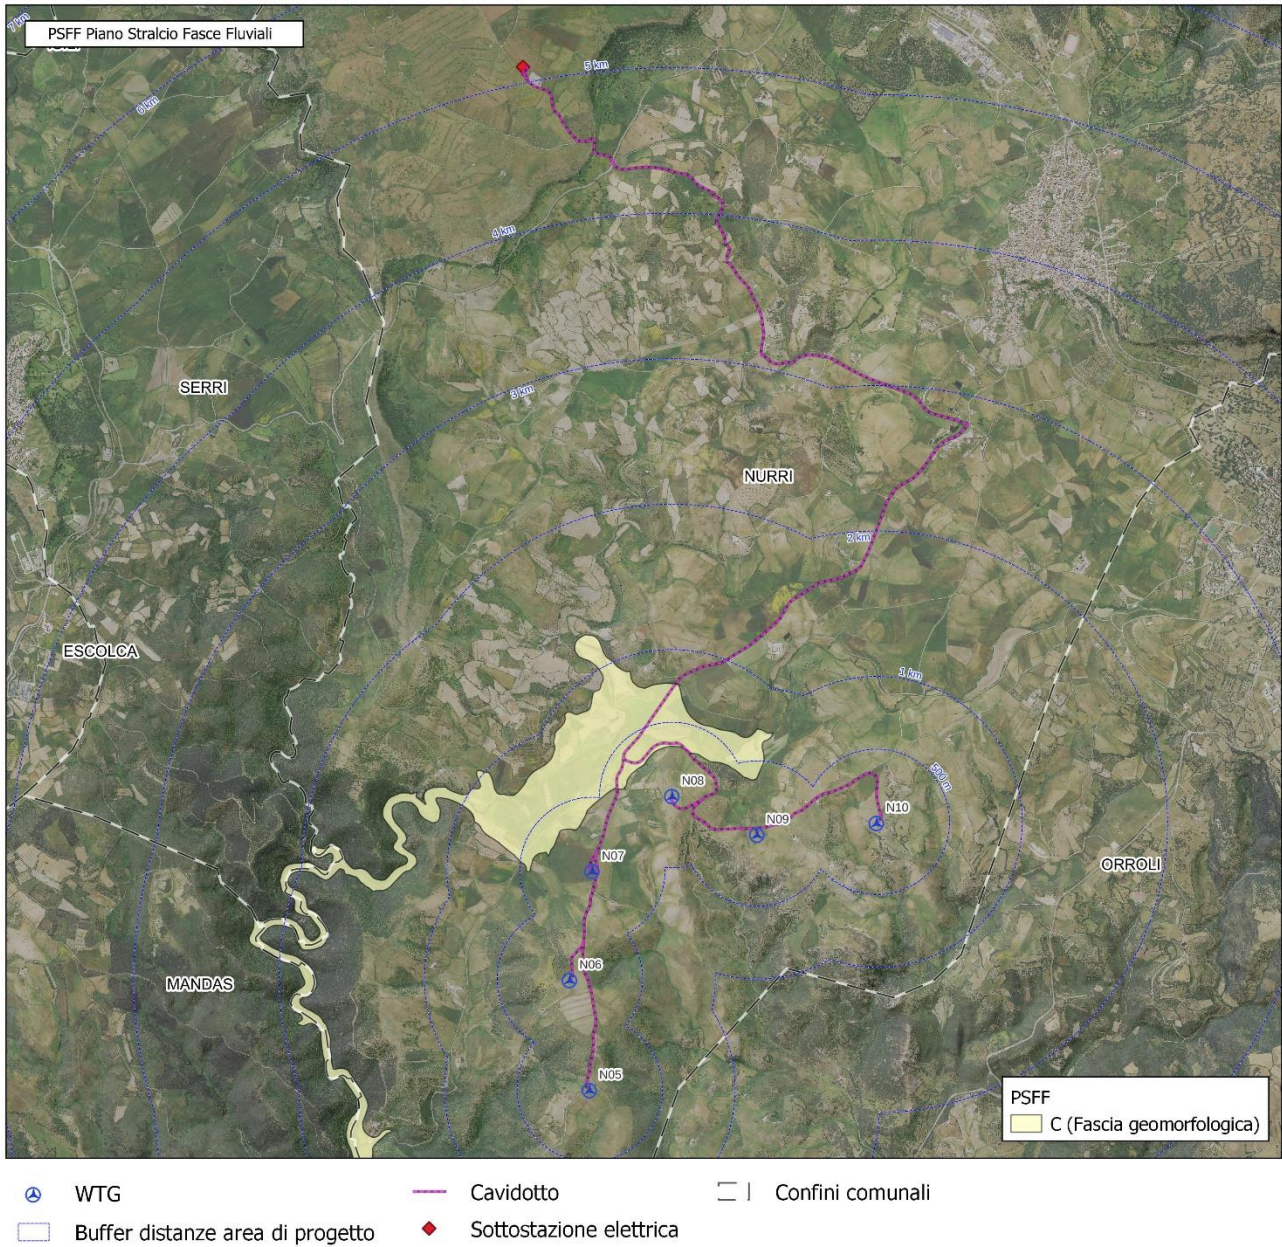 PSFF Piano Stralcio Fasce Fluviali
7 km
6 km
5 km
4 km
SERRI
3 km
NURRI
2 km
ESCOLCA
1 km
500 m
N08
N10
N09
N07
ORROLI
N06
MANDAS
N05
PSFF
C (Fascia geomorfologica)
WTG
Cavidotto
Confini comunali
Buffer distanze area di progetto
Sottostazione elettrica